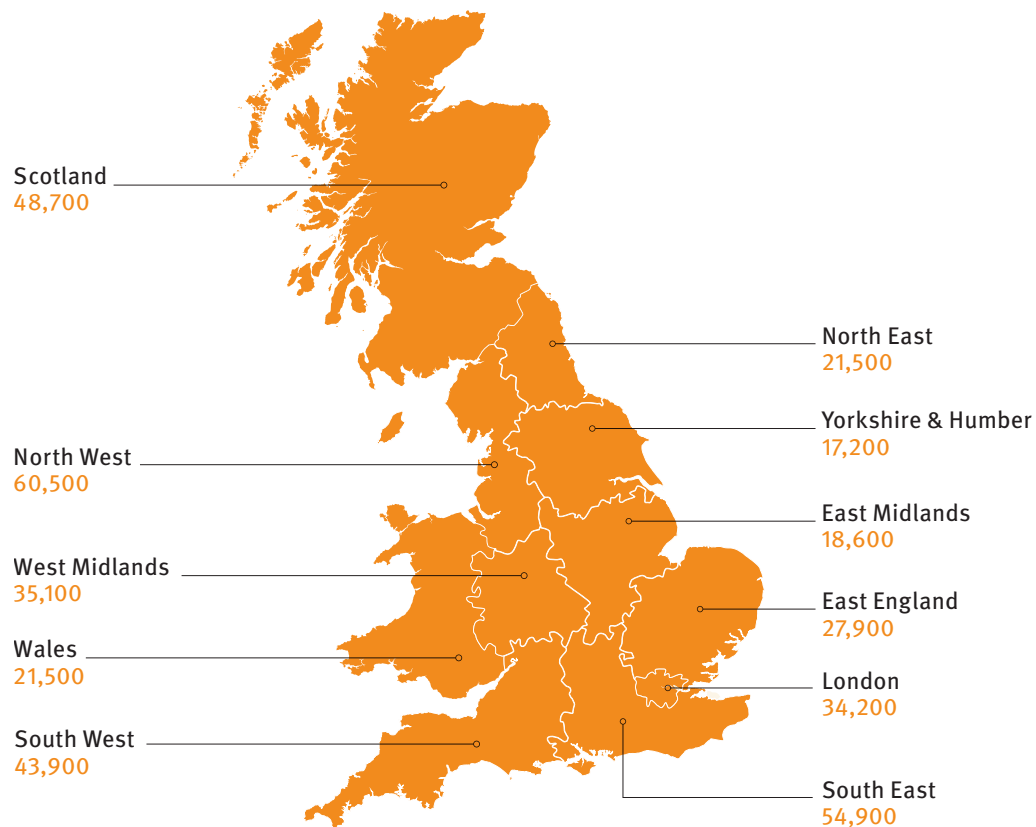 Scotland
48,700
North West
60,500
West Midlands
35,100
Wales
21,500
South West
43,900
North East
21,500
Yorkshire & Humber
17,200
East Midlands
18,600
East England
27,900
London
34,200
South East
54,900